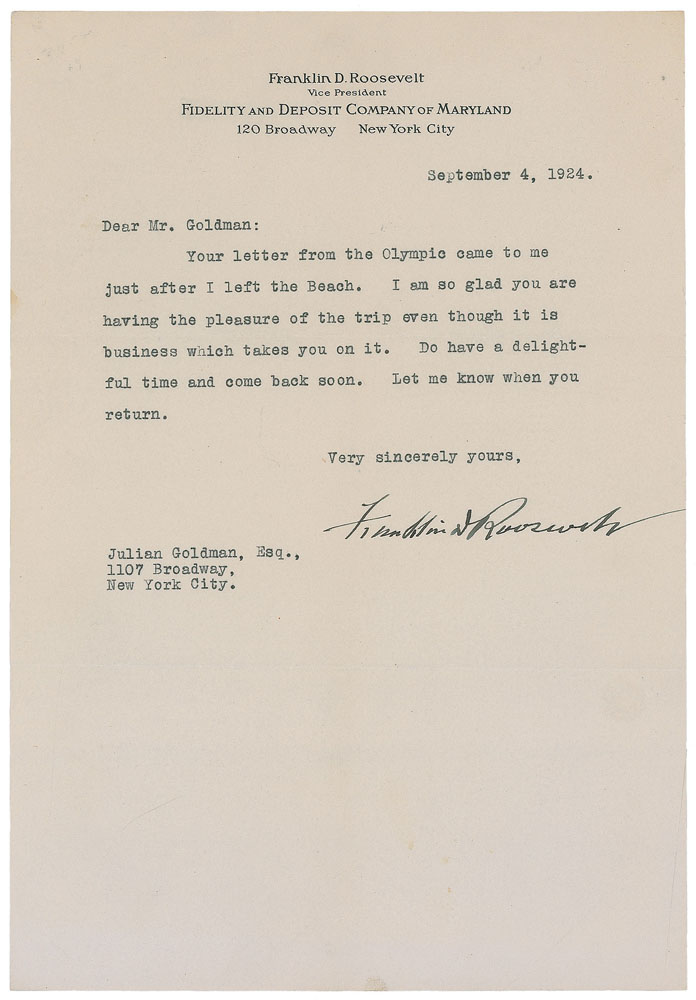 Franklin D. Roosevelt
Vice President
Fidelity and Deposit Company of Maryland
120 Broadway New York City
September 4, 1924.
Dear Mr. Goldman:
Your letter from the Olympic came to me
just after I left the Beach. I am so glad you are
having the pleasure of the trip even though it is
business which takes you on it. Do have a delight-
ful time and come back soon. Let me know when you
return.
Very sincerely yours,
Franklin D Roosevelt
Julian Goldman, Esq.,
1107 Broadway,
New York City.